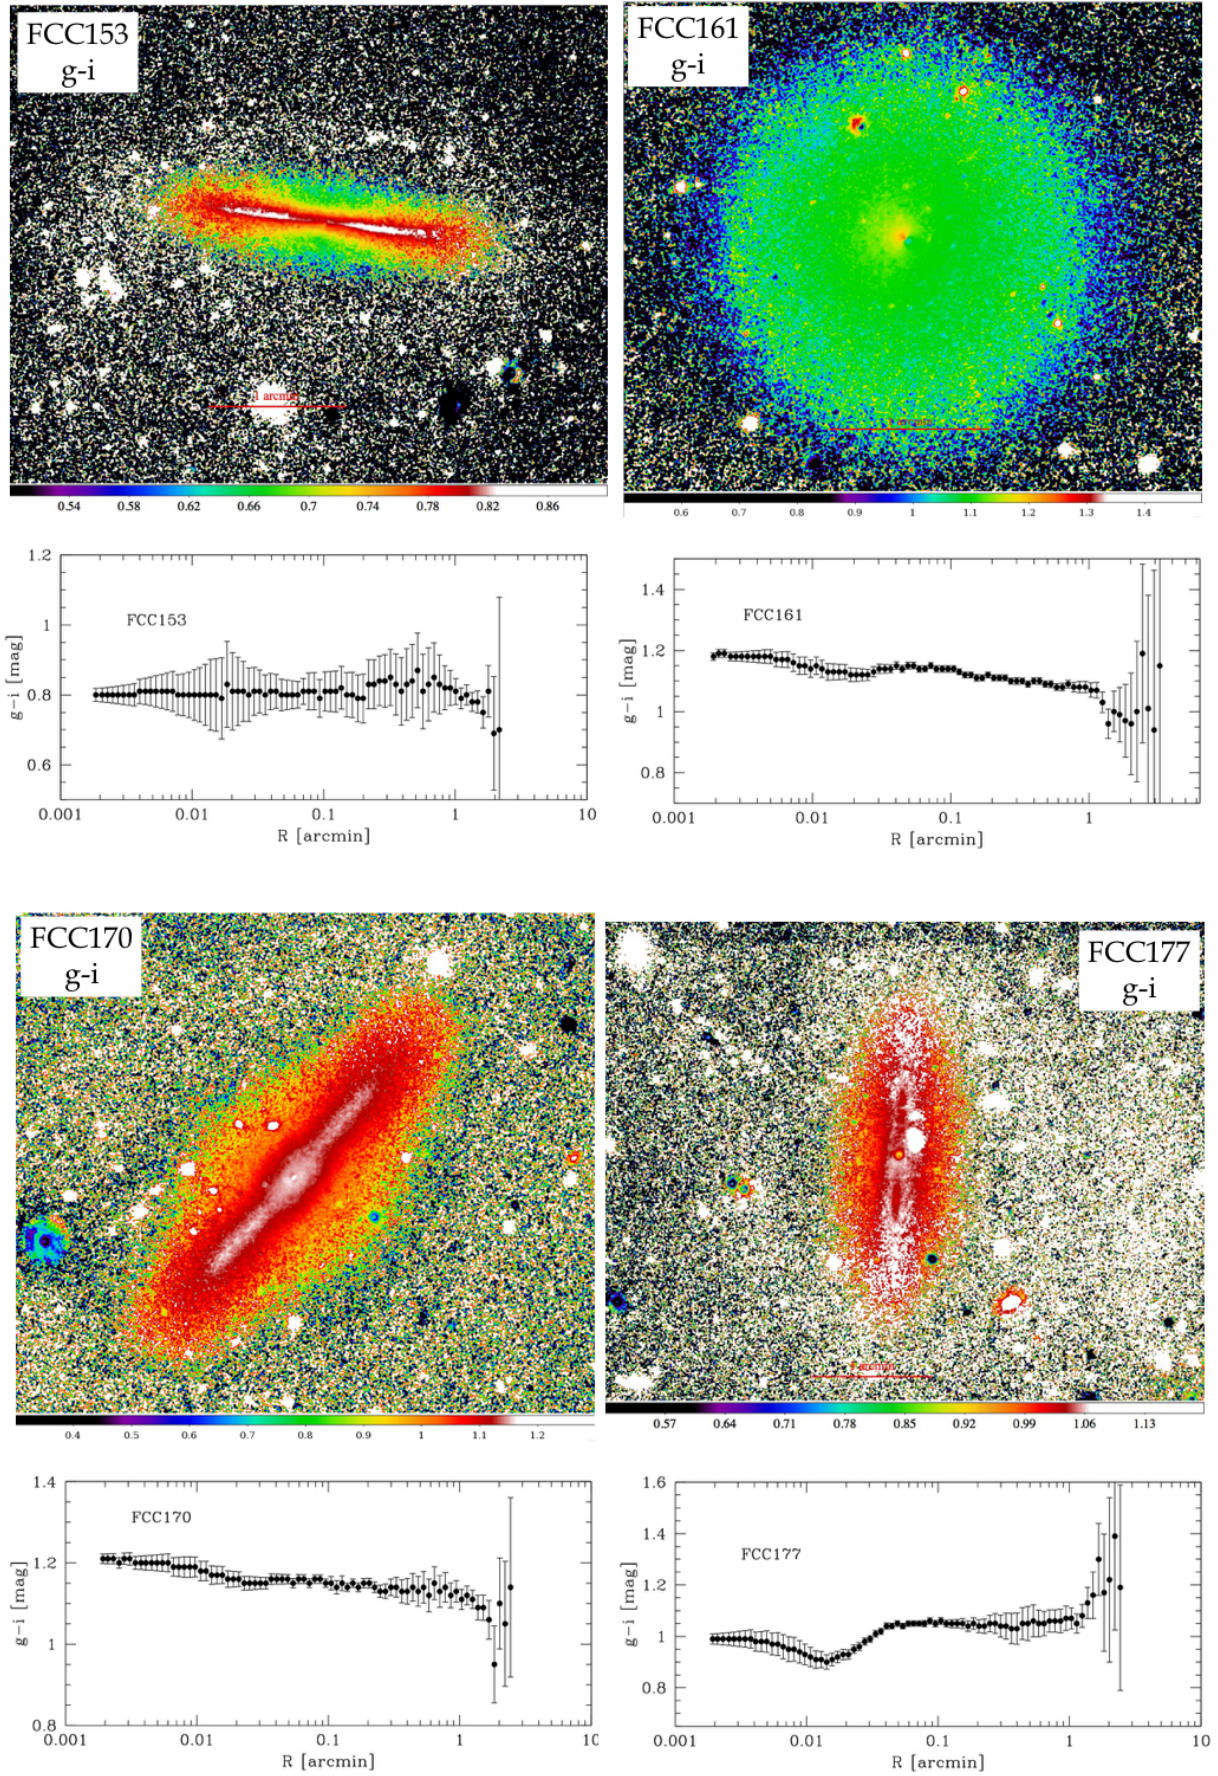 FCC153
g-i
FCC161
g-i
1 arcmin
1 arcmin
0.54 0.58 0.62 0.66 0.7 0.74 0.78 0.82 0.86
0.6 0.7 0.8 0.9 1 1.1 1.2 1.3 1.4
1.2
1
0.8
0.6
g-i [mag]
FCC153
0.001 0.01 0.1 1 10
R [arcmin]
1.4
1.2
1
0.8
g-i [mag]
FCC161
0.001 0.01 0.1 1
R [arcmin]
FCC170
g-i
FCC177
g-i
1 arcmin
0.4 0.5 0.6 0.7 0.8 0.9 1 1.1 1.2
0.57 0.64 0.71 0.78 0.85 0.92 0.99 1.06 1.13
1.4
1.2
1
0.8
g-i [mag]
FCC170
0.001 0.01 0.1 1 10
R [arcmin]
1.6
1.4
1.2
1
0.8
g-i [mag]
FCC177
0.001 0.01 0.1 1 10
R [arcmin]